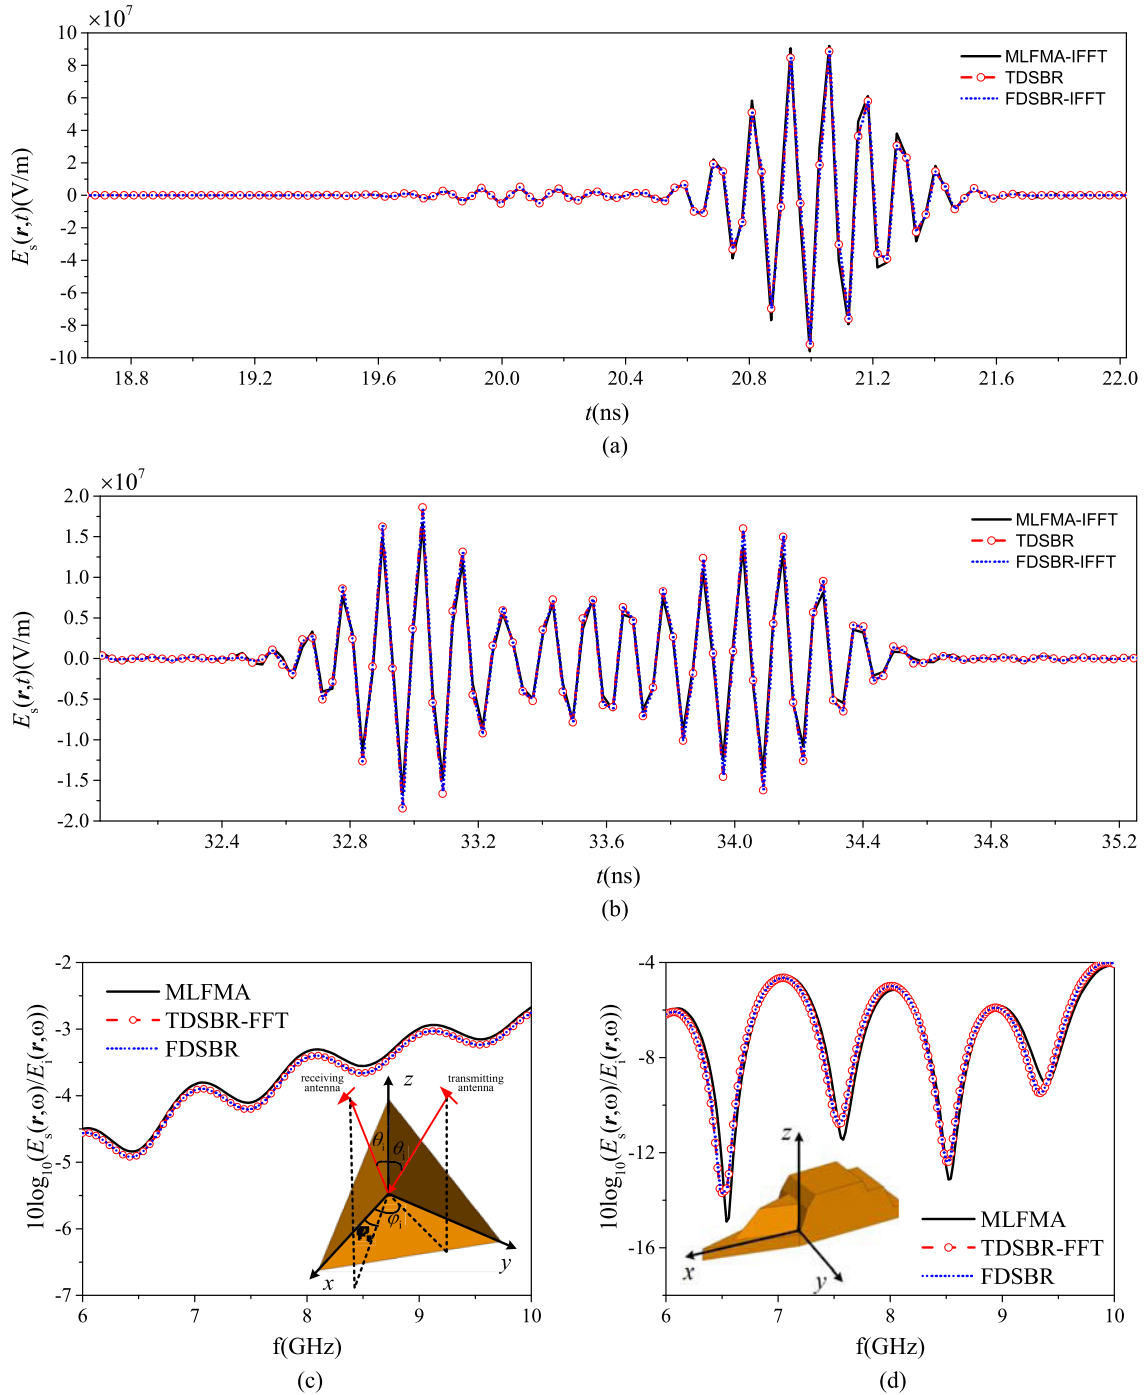 ×10⁷
10
8
6
4
2
0
-2
-4
-6
-8
-10
E_s(r,t)(V/m)
MLFMA-IFFT
TDSBR
FDSBR-IFFT
18.8 19.2 19.6 20.0 20.4 20.8 21.2 21.6 22.0
t(ns)
(a)
×10⁷
2.0
1.5
1.0
0.5
0.0
-0.5
-1.0
-1.5
-2.0
E_s(r,t)(V/m)
MLFMA-IFFT
TDSBR
FDSBR-IFFT
32.4 32.8 33.2 33.6 34.0 34.4 34.8 35.2
t(ns)
(b)
-2
-3
-4
-5
-6
-7
10log₁₀(E_s(r,ω)/E_i(r,ω))
MLFMA
TDSBR-FFT
FDSBR
receiving
antenna
z
transmitting
antenna
θ_i θ_i
φ_i
x
y
6 7 8 9 10
f(GHz)
(c)
-4
-8
-12
-16
10log₁₀(E_s(r,ω)/E_i(r,ω))
z
x
y
MLFMA
TDSBR-FFT
FDSBR
6 7 8 9 10
f(GHz)
(d)